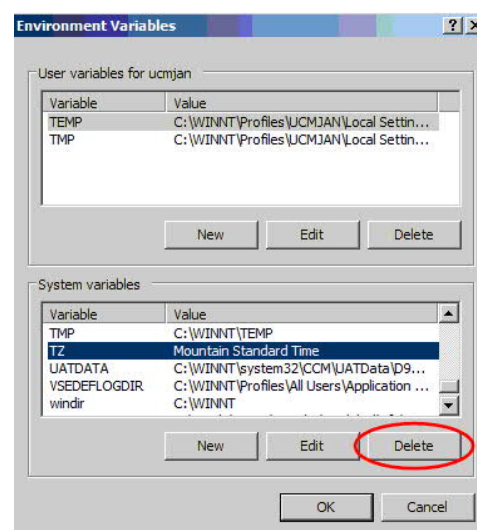 Environment Variables
User variables for ucmjan
Variable Value
TEMP C:\WINNT\Profiles\UCMJAN\Local Settin...
TMP C:\WINNT\Profiles\UCMJAN\Local Settin...
New Edit Delete
System variables
Variable Value
TMP C:\WINNT\TEMP
TZ Mountain Standard Time
UATDATA C:\WINNT\system32\CCM\UATData\D9...
VSEDEFLOGDIR C:\WINNT\Profiles\All Users\Application ...
windir C:\WINNT
New Edit Delete
OK Cancel